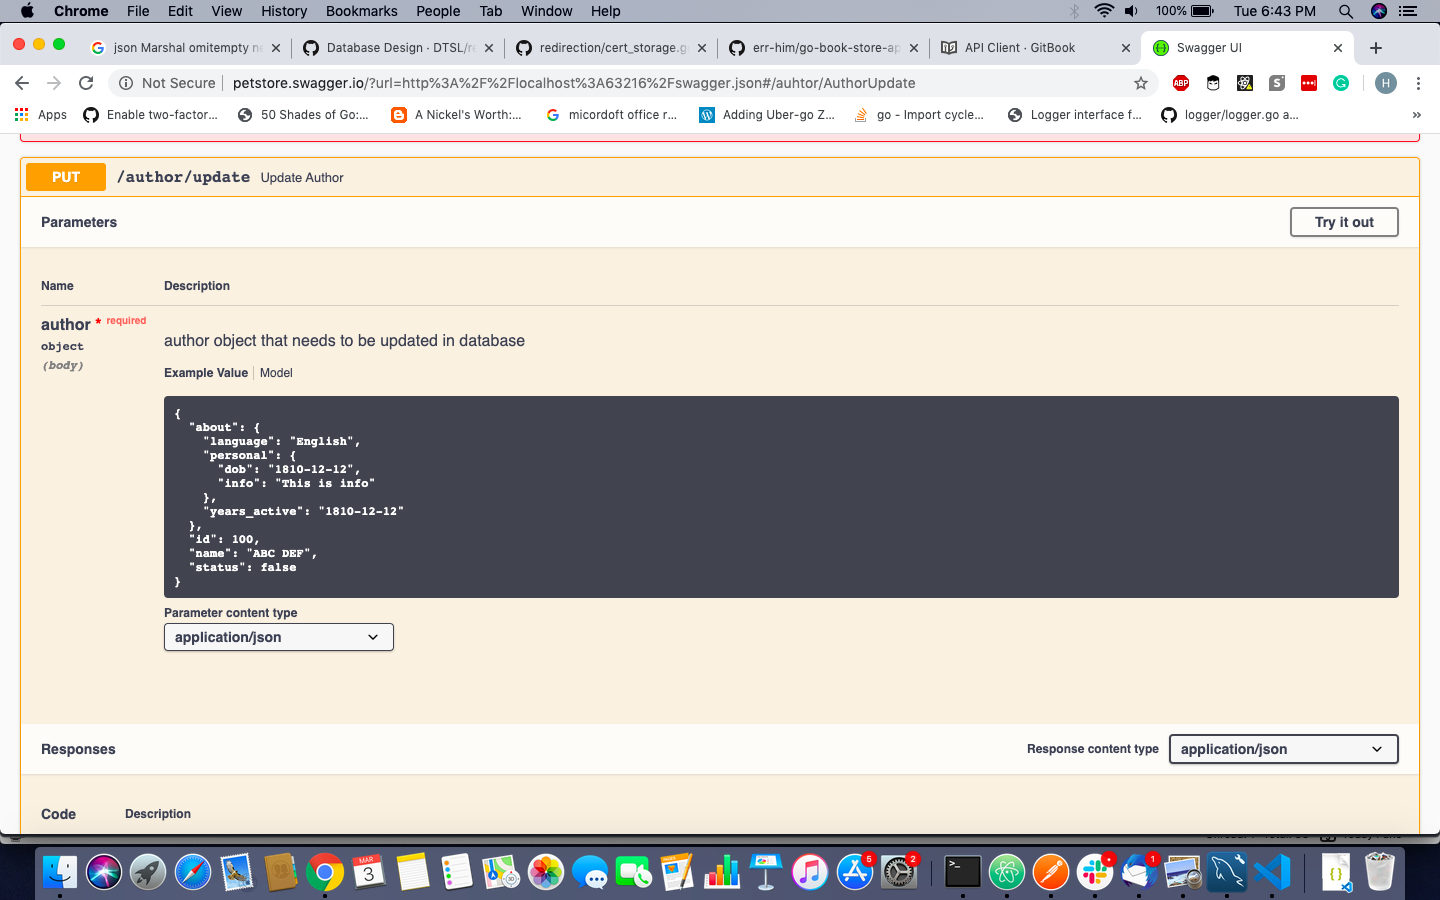 Chrome File Edit View History Bookmarks People Tab Window Help 100% Tue 6:43 PM
json Marshal omitempty ne Database Design · DTSL/re redirection/cert_storage.g err-him/go-book-store-ap API Client · GitBook Swagger UI
Not Secure petstore.swagger.io/?url=http%3A%2F%2Flocalhost%3A63216%2Fswagger.json#/auhtor/AuthorUpdate ABP S G H
Apps Enable two-factor... 50 Shades of Go:... A Nickel's Worth:... micordoft office r... Adding Uber-go Z... go - Import cycle... Logger interface f... logger/logger.go a... »
PUT /author/update Update Author
Parameters Try it out
Name Description
author * required
object
(body)
author object that needs to be updated in database
Example Value Model
{
"about": {
"language": "English",
"personal": {
"dob": "1810-12-12",
"info": "This is info"
},
"years_active": "1810-12-12"
},
"id": 100,
"name": "ABC DEF",
"status": false
}
Parameter content type
application/json
Responses Response content type application/json
Code Description
MAR 3 5 2 1